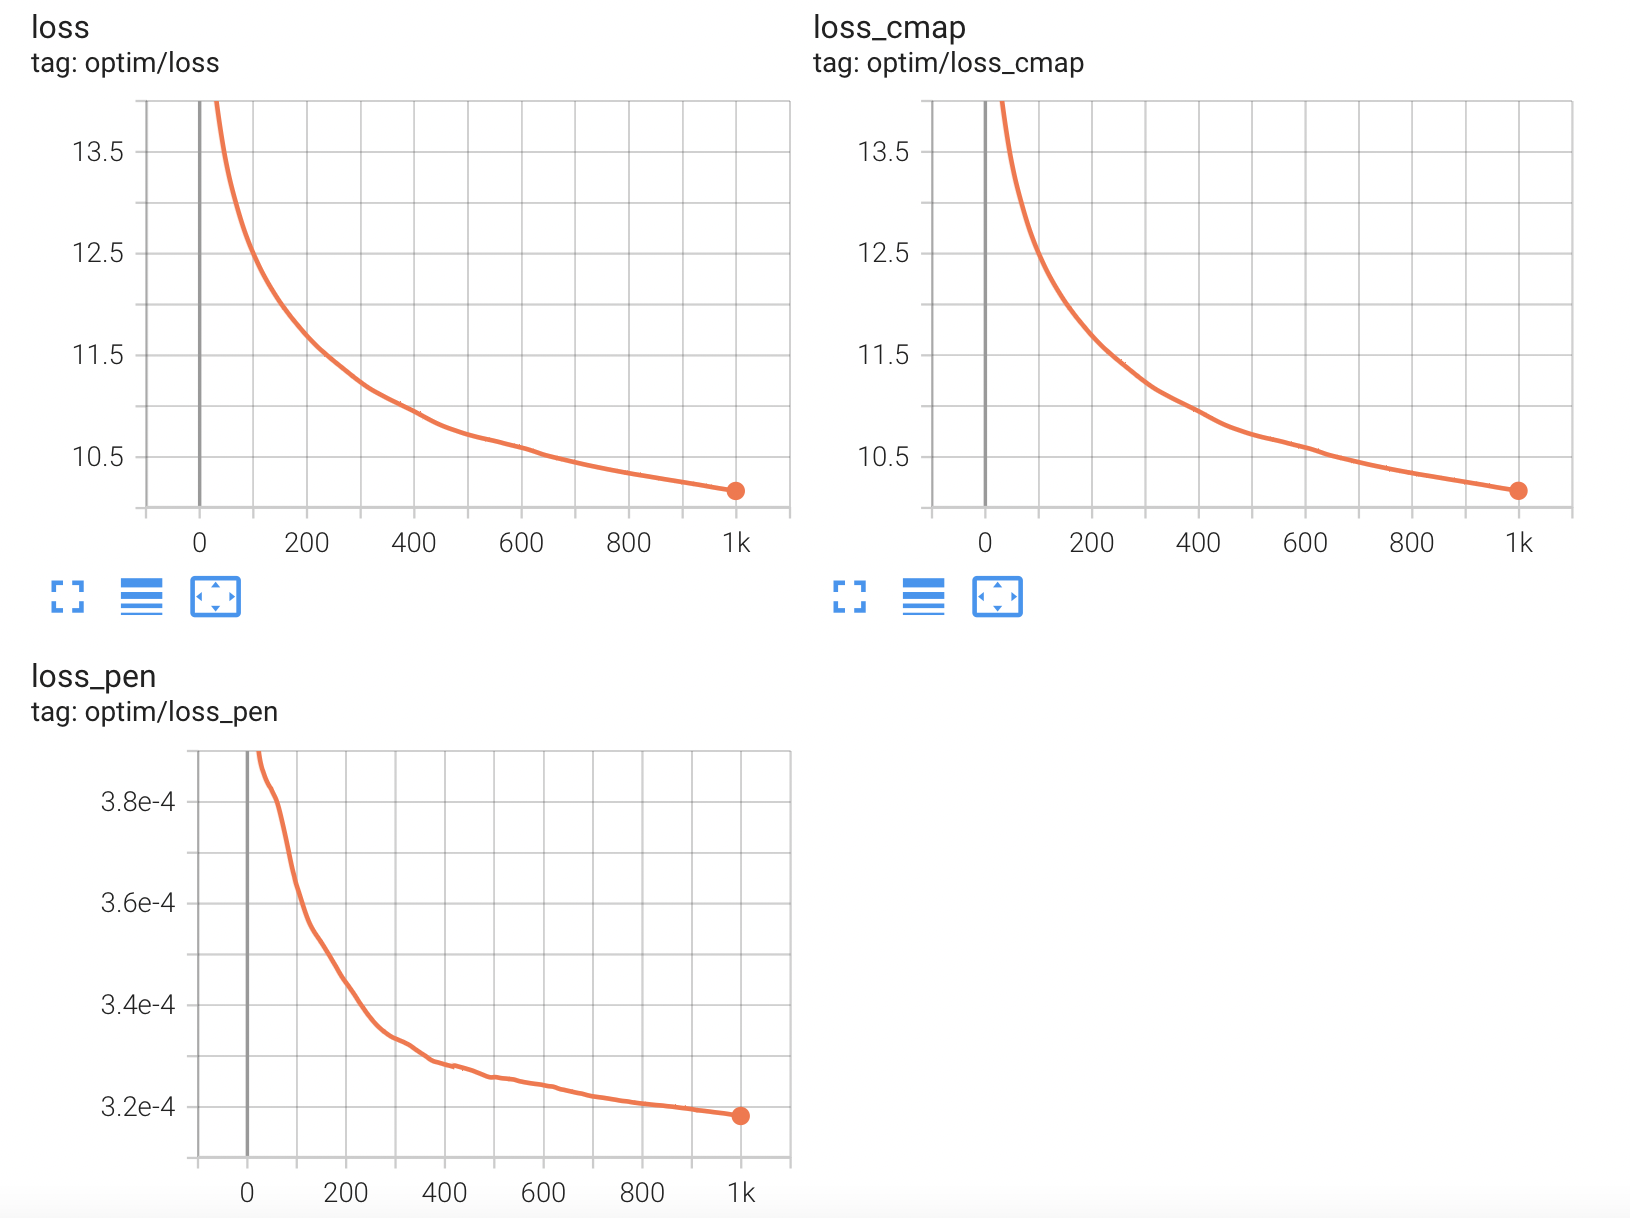 loss
tag: optim/loss
13.5
12.5
11.5
10.5
0 200 400 600 800 1k
loss_cmap
tag: optim/loss_cmap
13.5
12.5
11.5
10.5
0 200 400 600 800 1k
loss_pen
tag: optim/loss_pen
3.8e-4
3.6e-4
3.4e-4
3.2e-4
0 200 400 600 800 1k